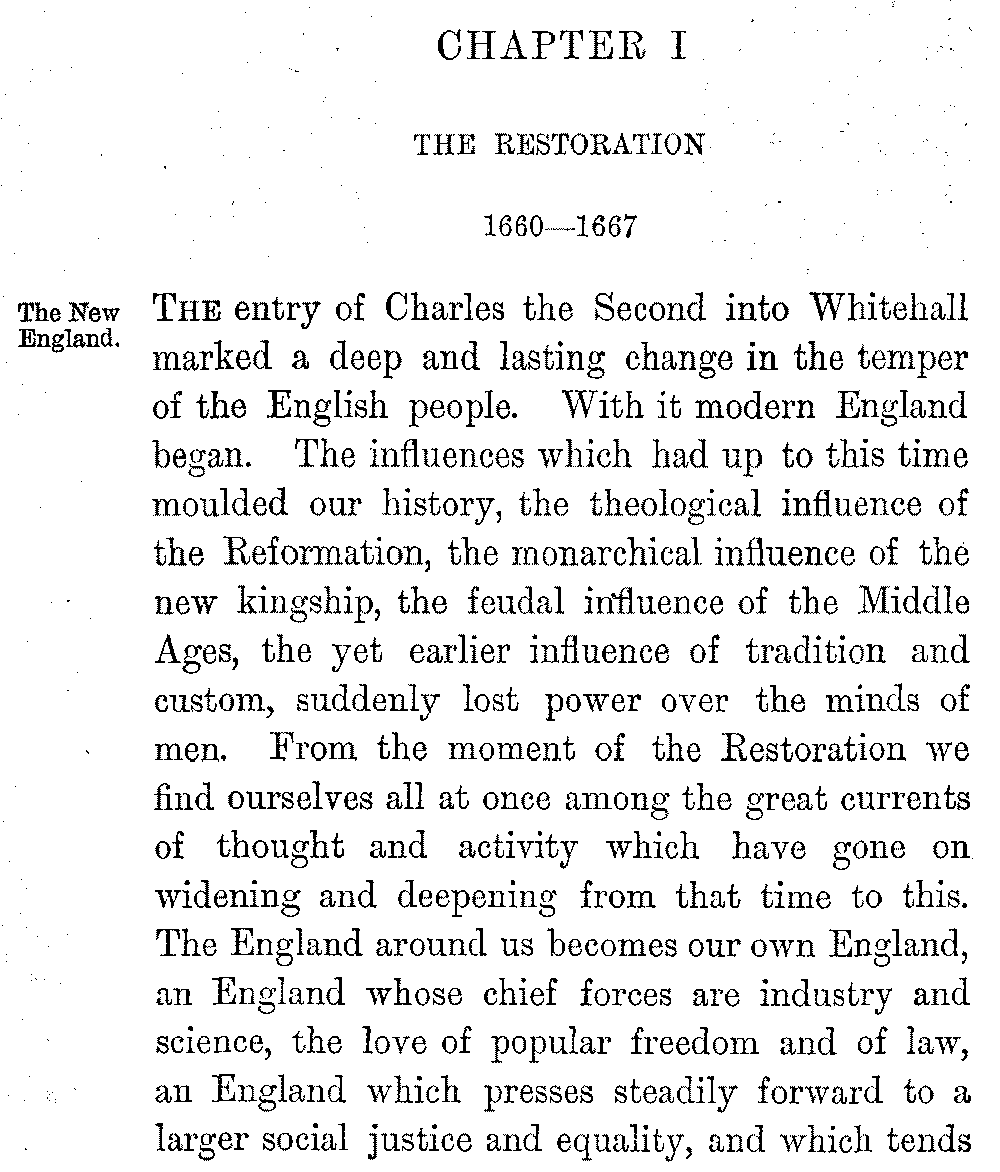 CHAPTER I
THE RESTORATION
1660—1667
The New
England.
THE entry of Charles the Second into Whitehall
marked a deep and lasting change in the temper
of the English people. With it modern England
began. The influences which had up to this time
moulded our history, the theological influence of
the Reformation, the monarchical influence of the
new kingship, the feudal influence of the Middle
Ages, the yet earlier influence of tradition and
custom, suddenly lost power over the minds of
men. From the moment of the Restoration we
find ourselves all at once among the great currents
of thought and activity which have gone on
widening and deepening from that time to this.
The England around us becomes our own England,
an England whose chief forces are industry and
science, the love of popular freedom and of law,
an England which presses steadily forward to a
larger social justice and equality, and which tends